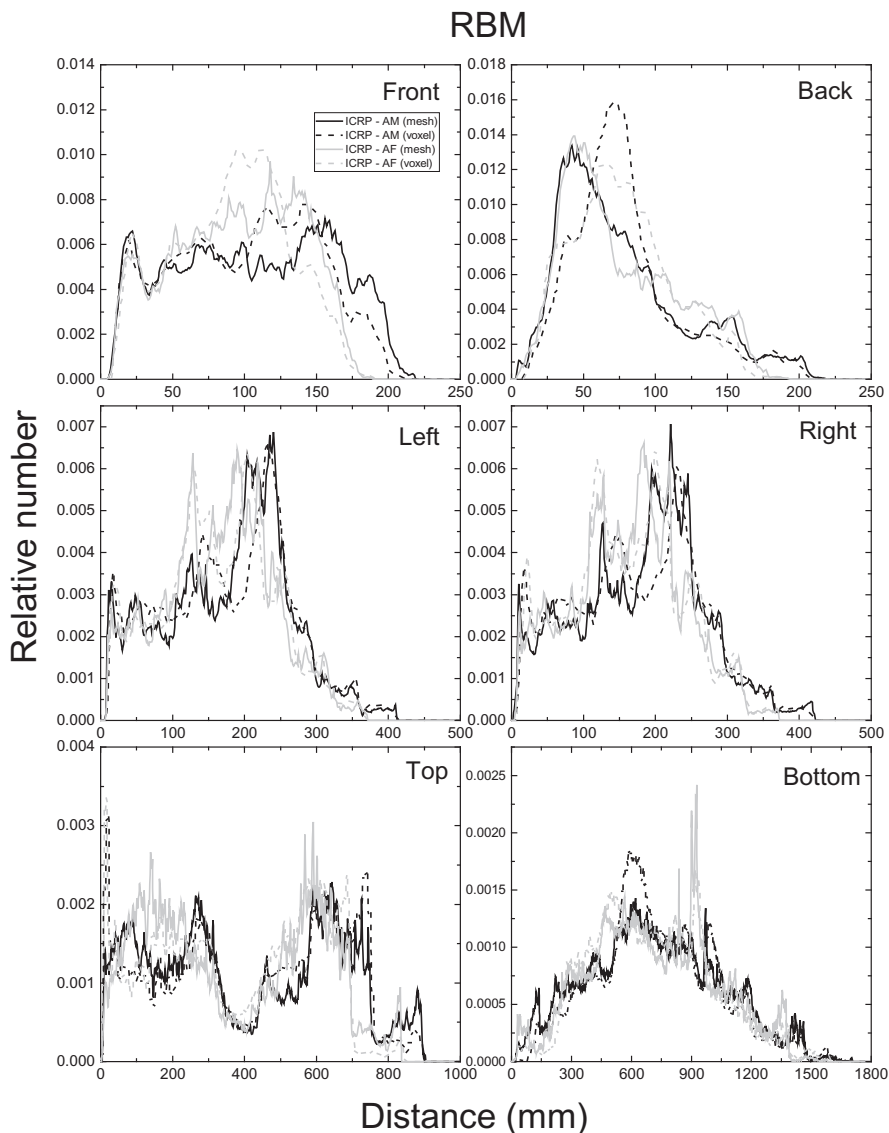 RBM
Front
ICRP - AM (mesh)
ICRP - AM (voxel)
ICRP - AF (mesh)
ICRP - AF (voxel)
0.014
0.012
0.010
0.008
0.006
0.004
0.002
0.000
0 50 100 150 200 250
Back
0.018
0.016
0.014
0.012
0.010
0.008
0.006
0.004
0.002
0.000
0 50 100 150 200 250
Relative number
Left
0.007
0.006
0.005
0.004
0.003
0.002
0.001
0.000
0 100 200 300 400 500
Right
0.007
0.006
0.005
0.004
0.003
0.002
0.001
0.000
0 100 200 300 400 500
Top
0.004
0.003
0.002
0.001
0.000
0 200 400 600 800 1000
Bottom
0.0025
0.0020
0.0015
0.0010
0.0005
0.0000
0 300 600 900 1200 1500 1800
Distance (mm)